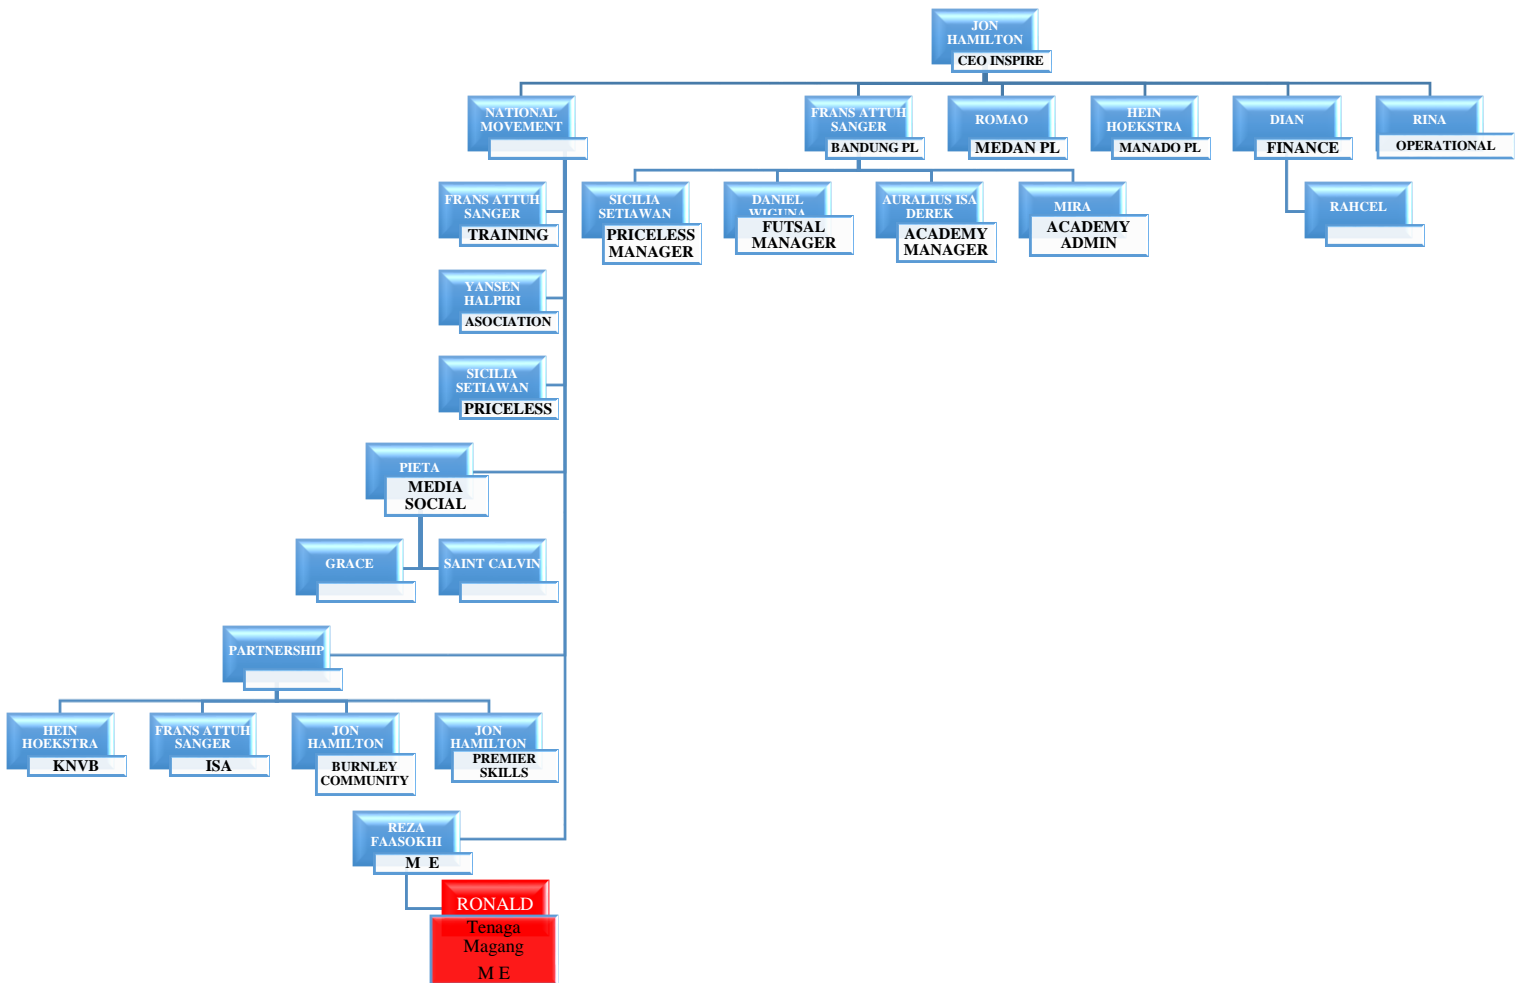 JON
HAMILTON
CEO INSPIRE
NATIONAL
MOVEMENT
FRANS ATTUH
SANGER
BANDUNG PL
ROMAO
MEDAN PL
HEIN
HOEKSTRA
MANADO PL
DIAN
FINANCE
RINA
OPERATIONAL
FRANS ATTUH
SANGER
TRAINING
SICILIA
SETIAWAN
PRICELESS
MANAGER
DANIEL
WIGUNA
FUTSAL
MANAGER
AURALIUS ISA
DEREK
ACADEMY
MANAGER
MIRA
ACADEMY
ADMIN
RAHCEL
YANSEN
HALPIRI
ASOCIATION
SICILIA
SETIAWAN
PRICELESS
PIETA
MEDIA
SOCIAL
GRACE
SAINT CALVIN
PARTNERSHIP
HEIN
HOEKSTRA
KNVB
FRANS ATTUH
SANGER
ISA
JON
HAMILTON
BURNLEY
COMMUNITY
JON
HAMILTON
PREMIER
SKILLS
REZA
FAASOKHI
M E
RONALD
Tenaga
Magang
M E